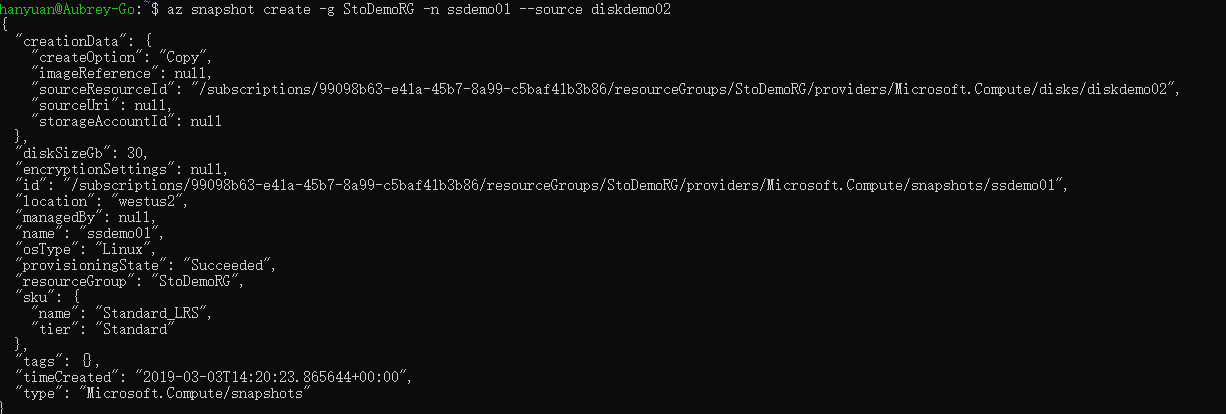 hanyuan@Aubrey-Go:~$ az snapshot create -g StoDemoRG -n ssdemo01 --source diskdemo02
{
  "creationData": {
    "createOption": "Copy",
    "imageReference": null,
    "sourceResourceId": "/subscriptions/99098b63-e41a-45b7-8a99-c5baf41b3b86/resourceGroups/StoDemoRG/providers/Microsoft.Compute/disks/diskdemo02",
    "sourceUri": null,
    "storageAccountId": null
  },
  "diskSizeGb": 30,
  "encryptionSettings": null,
  "id": "/subscriptions/99098b63-e41a-45b7-8a99-c5baf41b3b86/resourceGroups/StoDemoRG/providers/Microsoft.Compute/snapshots/ssdemo01",
  "location": "westus2",
  "managedBy": null,
  "name": "ssdemo01",
  "osType": "Linux",
  "provisioningState": "Succeeded",
  "resourceGroup": "StoDemoRG",
  "sku": {
    "name": "Standard_LRS",
    "tier": "Standard"
  },
  "tags": {},
  "timeCreated": "2019-03-03T14:20:23.865644+00:00",
  "type": "Microsoft.Compute/snapshots"
}